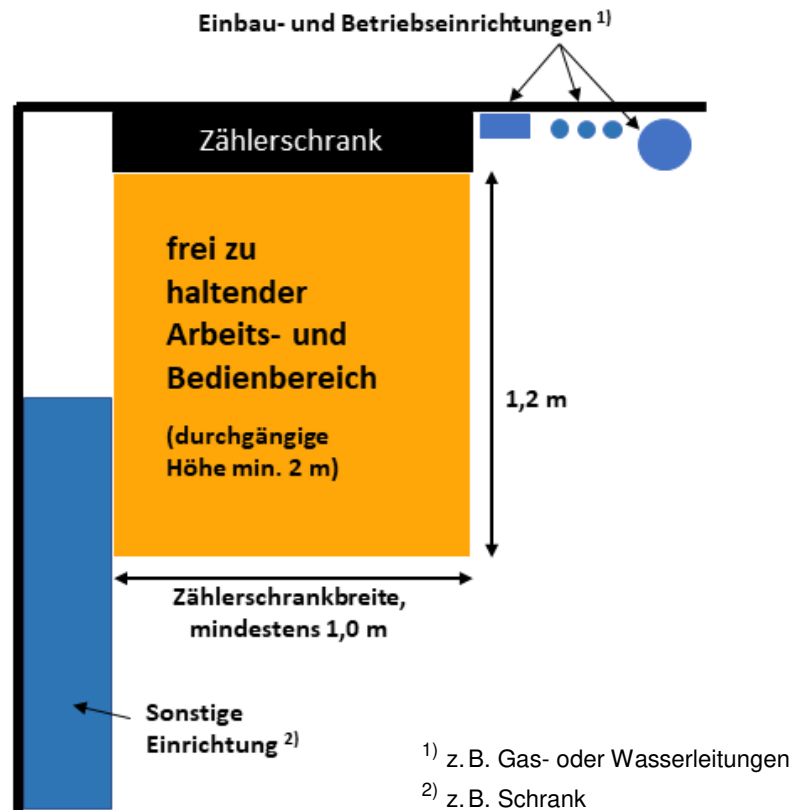 Einbau- und Betriebseinrichtungen 1)
Zählerschrank
frei zu
haltender
Arbeits- und
Bedienbereich
(durchgängige
Höhe min. 2 m)
1,2 m
Zählerschrankbreite,
mindestens 1,0 m
Sonstige
Einrichtung 2)
1) z.B. Gas- oder Wasserleitungen
2) z.B. Schrank